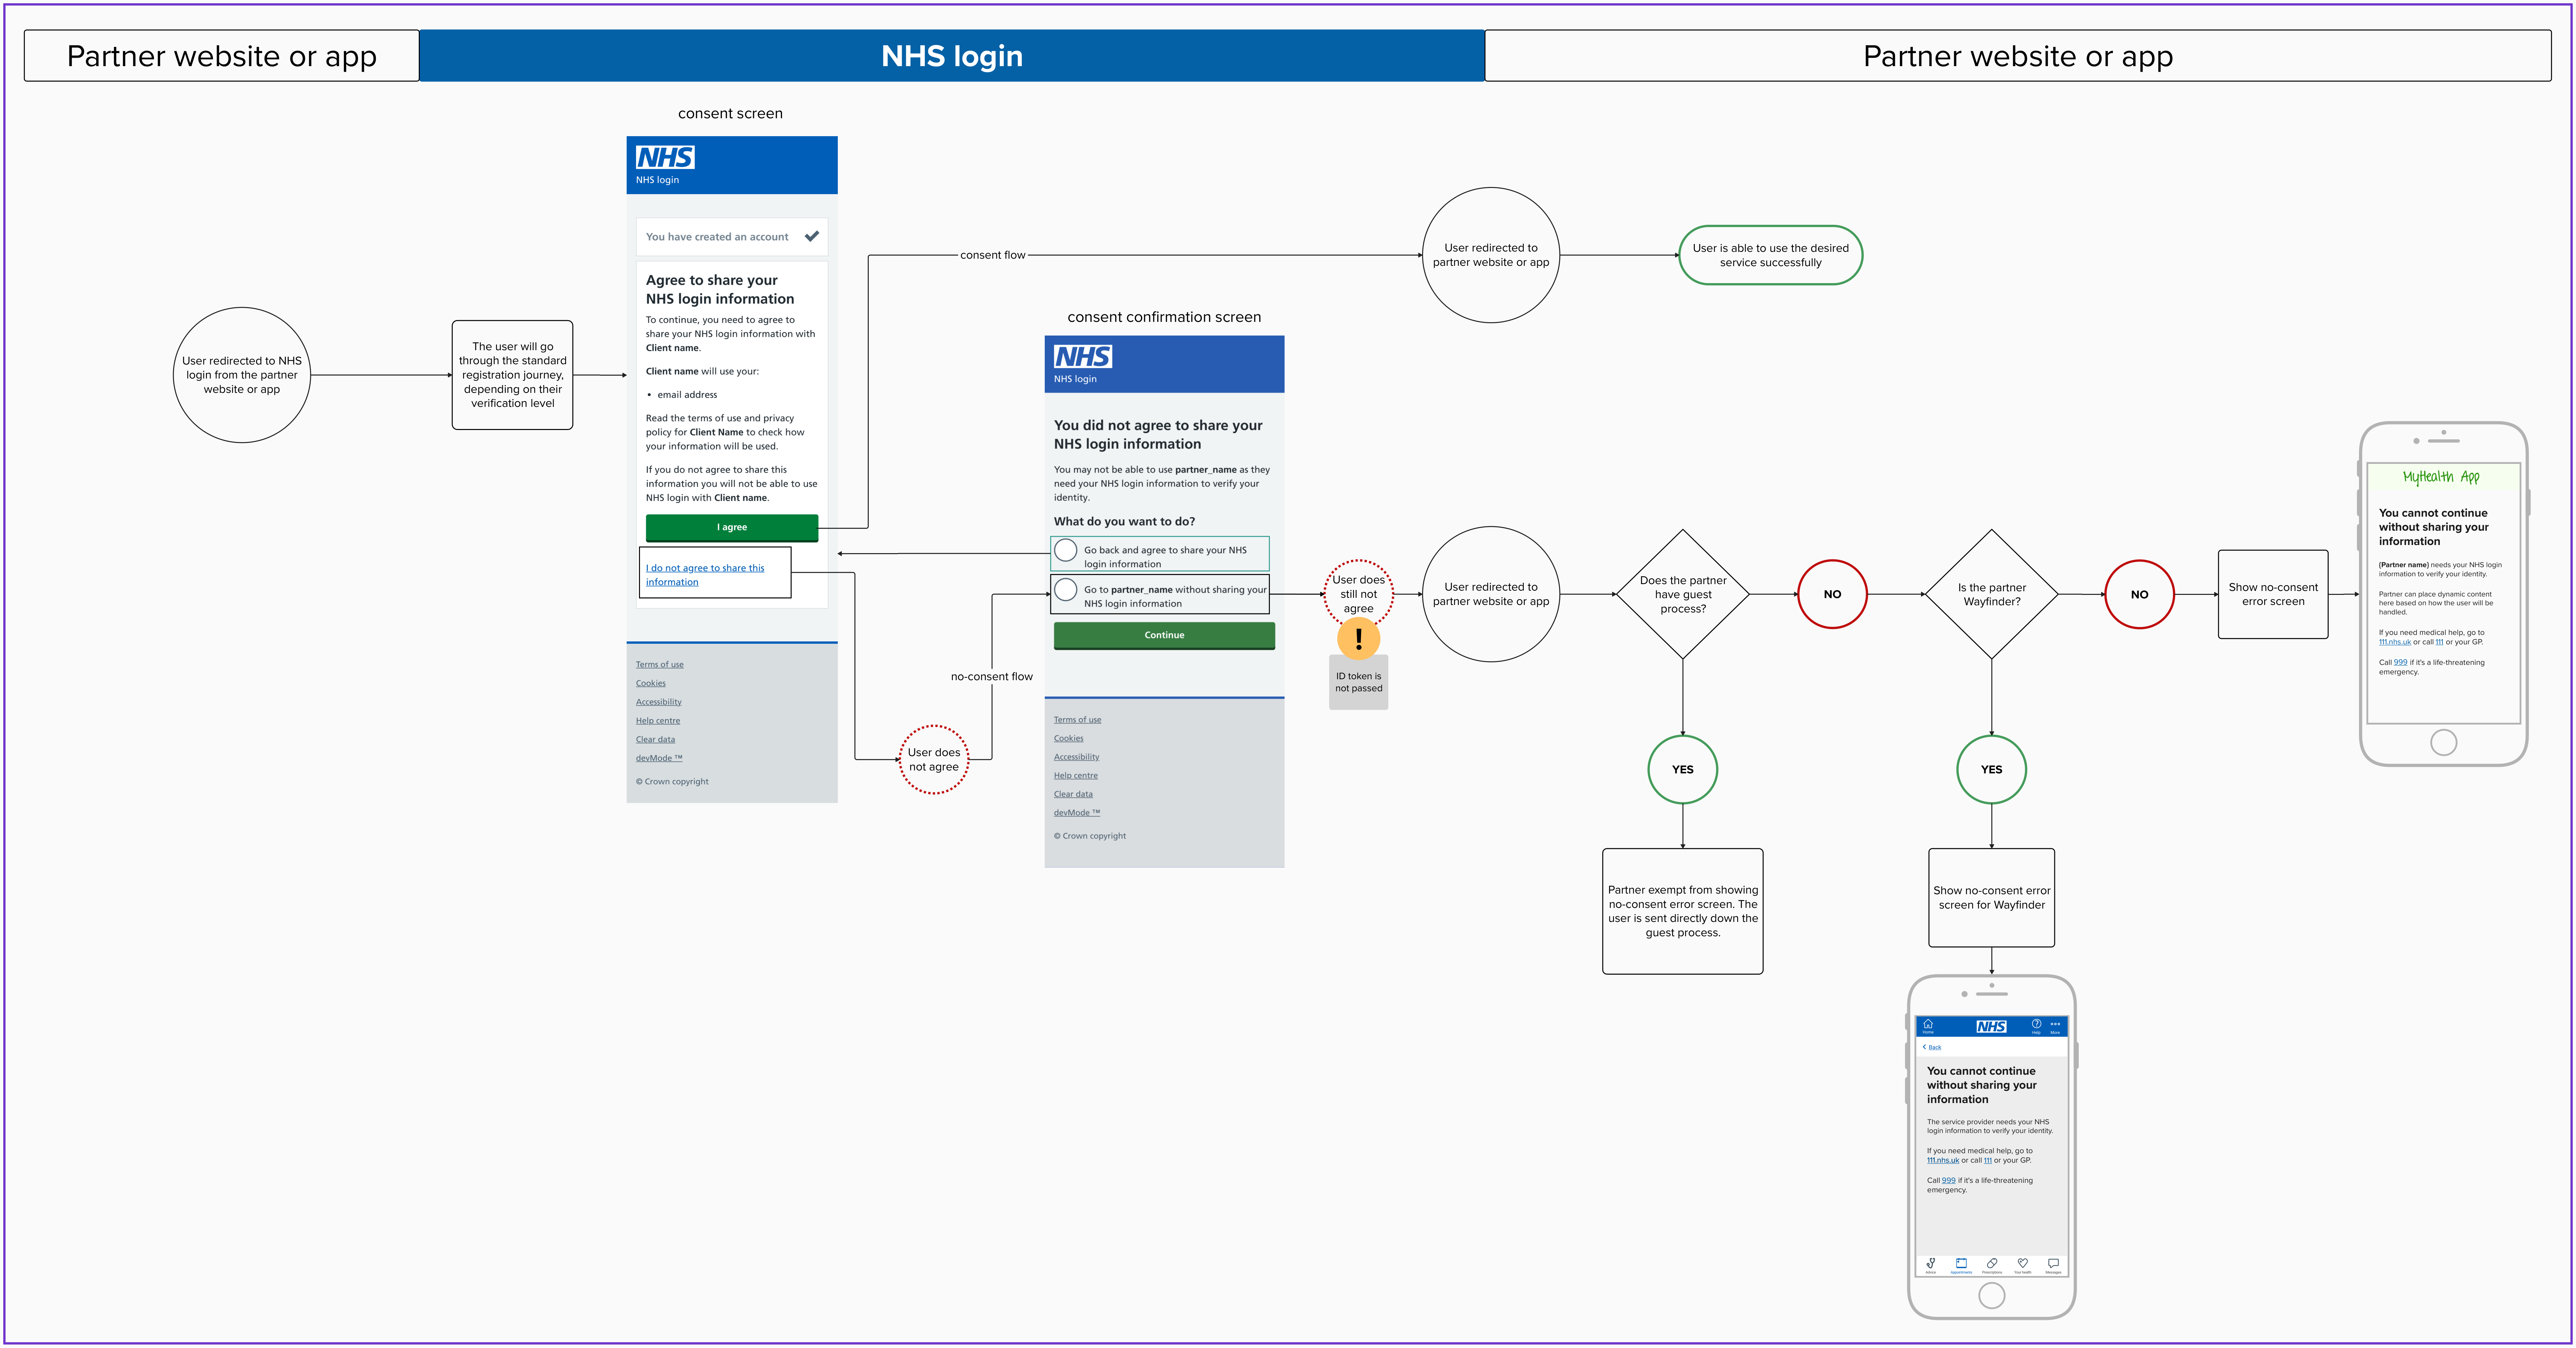 Partner website or app
NHS login
Partner website or app
consent screen
NHS
NHS login
You have created an account
Agree to share your
NHS login information
To continue, you need to agree to
share your NHS login information with
Client name.
Client name will use your:
• email address
Read the terms of use and privacy
policy for Client Name to check how
your information will be used.
If you do not agree to share this
information you will not be able to use
NHS login with Client name.
I agree
I do not agree to share this
information
Terms of use
Cookies
Accessibility
Help centre
Clear data
devMode ™
© Crown copyright
User redirected to NHS
login from the partner
website or app
The user will go
through the standard
registration journey,
depending on their
verification level
consent flow
User redirected to
partner website or app
User is able to use the desired
service successfully
no-consent flow
User does
not agree
consent confirmation screen
NHS
NHS login
You did not agree to share your
NHS login information
You may not be able to use partner_name as they
need your NHS login information to verify your
identity.
What do you want to do?
Go back and agree to share your NHS
login information
Go to partner_name without sharing your
NHS login information
Continue
Terms of use
Cookies
Accessibility
Help centre
Clear data
devMode ™
© Crown copyright
User does
still not
agree
!
ID token is
not passed
User redirected to
partner website or app
Does the partner
have guest
process?
NO
Is the partner
Wayfinder?
NO
Show no-consent
error screen
YES
YES
Partner exempt from showing
no-consent error screen. The
user is sent directly down the
guest process.
Show no-consent error
screen for Wayfinder
MyHealth App
You cannot continue
without sharing your
information
{Partner name} needs your NHS login
information to verify your identity.
Partner can place dynamic content
here based on how the user will be
handled.
If you need medical help, go to
111.nhs.uk or call 111 or your GP.
Call 999 if it's a life-threatening
emergency.
Home
NHS
Help
More
Back
You cannot continue
without sharing your
information
The service provider needs your NHS
login information to verify your identity.
If you need medical help, go to
111.nhs.uk or call 111 or your GP.
Call 999 if it's a life-threatening
emergency.
Advice
Appointments
Prescriptions
Your health
Messages